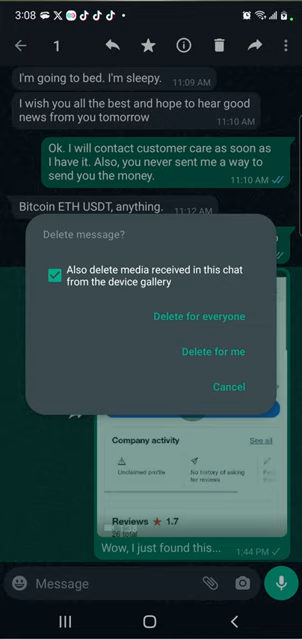 3:08
1
I'm going to bed. I'm sleepy.
11:09 AM
I wish you all the best and hope to hear good
news from you tomorrow
11:10 AM
Ok. I will contact customer care as soon as
I have it. Also, you never sent me a way to
send you the money.
11:10 AM
Bitcoin ETH USDT, anything.
11:12 AM
Delete message?
Also delete media received in this chat
from the device gallery
Delete for everyone
Delete for me
Cancel
Company activity
See all
Unclaimed profile
No history of asking
for reviews
Reviews ★ 1.7
26 total
Wow, I just found this...
1:44 PM
Message